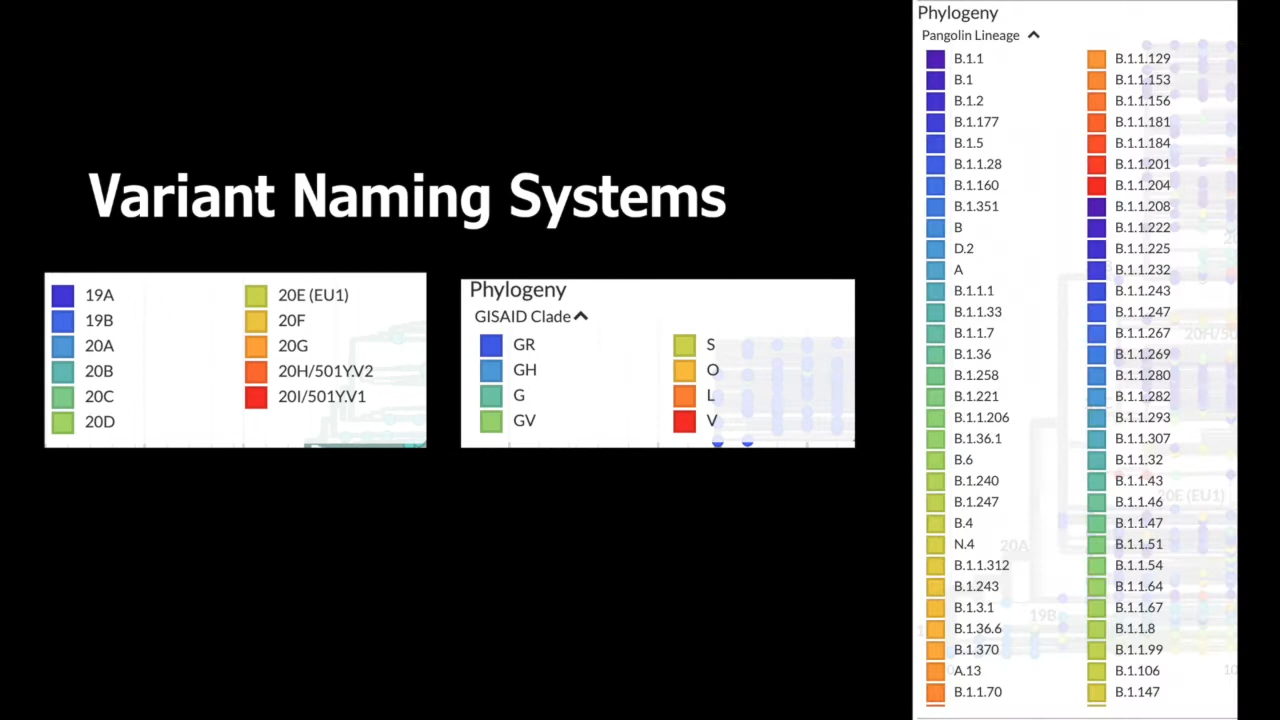 Variant Naming Systems
19A
19B
20A
20B
20C
20D
20E (EU1)
20F
20G
20H/501Y.V2
20I/501Y.V1
Phylogeny
GISAID Clade
GR
GH
G
GV
S
O
L
V
Phylogeny
Pangolin Lineage
B.1.1
B.1
B.1.2
B.1.177
B.1.5
B.1.1.28
B.1.160
B.1.351
B
D.2
A
B.1.1.1
B.1.1.33
B.1.1.7
B.1.36
B.1.258
B.1.221
B.1.1.206
B.1.36.1
B.6
B.1.240
B.1.247
B.4
N.4
B.1.1.312
B.1.243
B.1.3.1
B.1.36.6
B.1.370
A.13
B.1.1.70
B.1.1.129
B.1.1.153
B.1.1.156
B.1.1.181
B.1.1.184
B.1.1.201
B.1.1.204
B.1.1.208
B.1.1.222
B.1.1.225
B.1.1.232
B.1.1.243
B.1.1.247
B.1.1.267
B.1.1.269
B.1.1.280
B.1.1.282
B.1.1.293
B.1.1.307
B.1.1.32
B.1.1.43
B.1.1.46
B.1.1.47
B.1.1.51
B.1.1.54
B.1.1.64
B.1.1.67
B.1.1.8
B.1.1.99
B.1.106
B.1.147
20E (EU1)
20A
19B